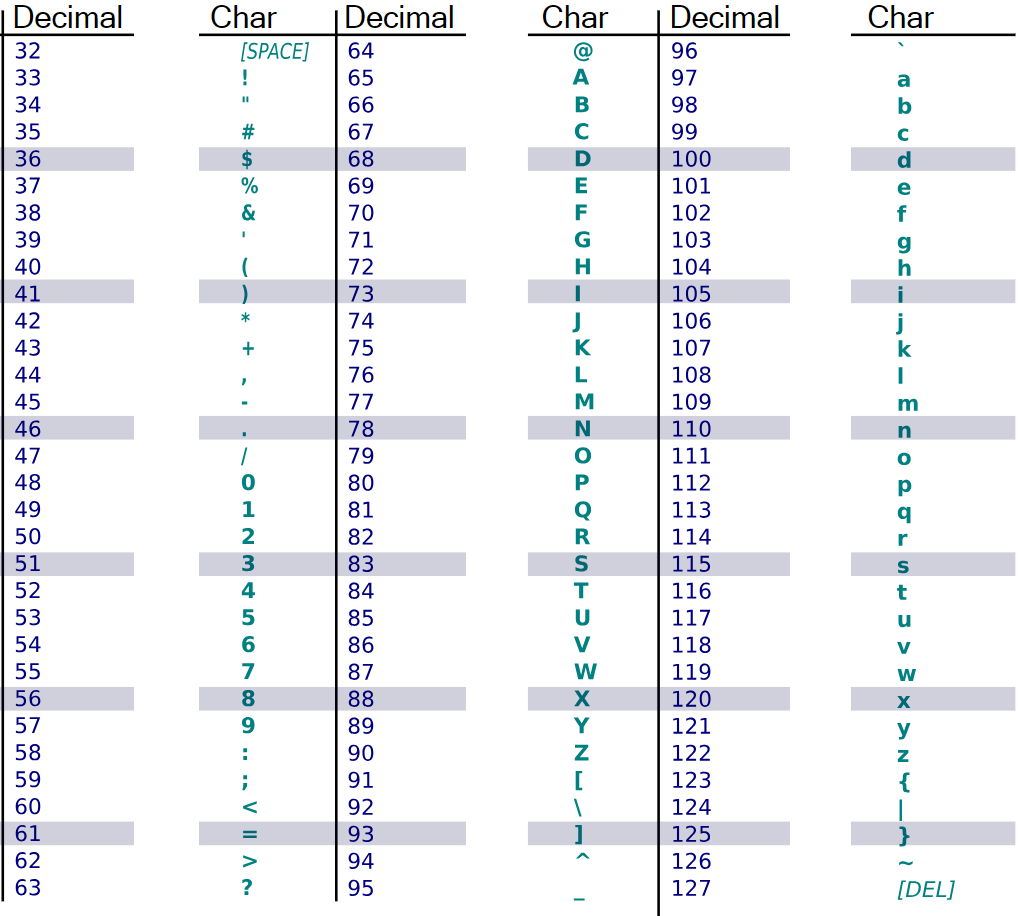 Decimal Char Decimal Char Decimal Char
32 [SPACE] 64 @ 96 `
33 ! 65 A 97 a
34 " 66 B 98 b
35 # 67 C 99 c
36 $ 68 D 100 d
37 % 69 E 101 e
38 & 70 F 102 f
39 ' 71 G 103 g
40 ( 72 H 104 h
41 ) 73 I 105 i
42 * 74 J 106 j
43 + 75 K 107 k
44 , 76 L 108 l
45 - 77 M 109 m
46 . 78 N 110 n
47 / 79 O 111 o
48 0 80 P 112 p
49 1 81 Q 113 q
50 2 82 R 114 r
51 3 83 S 115 s
52 4 84 T 116 t
53 5 85 U 117 u
54 6 86 V 118 v
55 7 87 W 119 w
56 8 88 X 120 x
57 9 89 Y 121 y
58 : 90 Z 122 z
59 ; 91 [ 123 {
60 < 92 \ 124 |
61 = 93 ] 125 }
62 > 94 ^ 126 ~
63 ? 95 _ 127 [DEL]